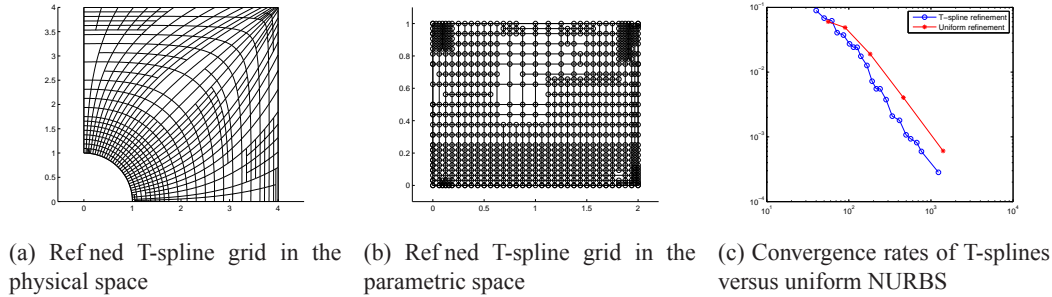 4
3.5
3
2.5
2
1.5
1
0.5
0
0 1 2 3 4
1
0.8
0.6
0.4
0.2
0
0 0.5 1 1.5 2
10⁻¹
10⁻²
10⁻³
10⁻⁴
10¹ 10² 10³ 10⁴
T-spline refinement
Uniform refinement
(a) Ref ned T-spline grid in the
physical space
(b) Ref ned T-spline grid in the
parametric space
(c) Convergence rates of T-splines
versus uniform NURBS